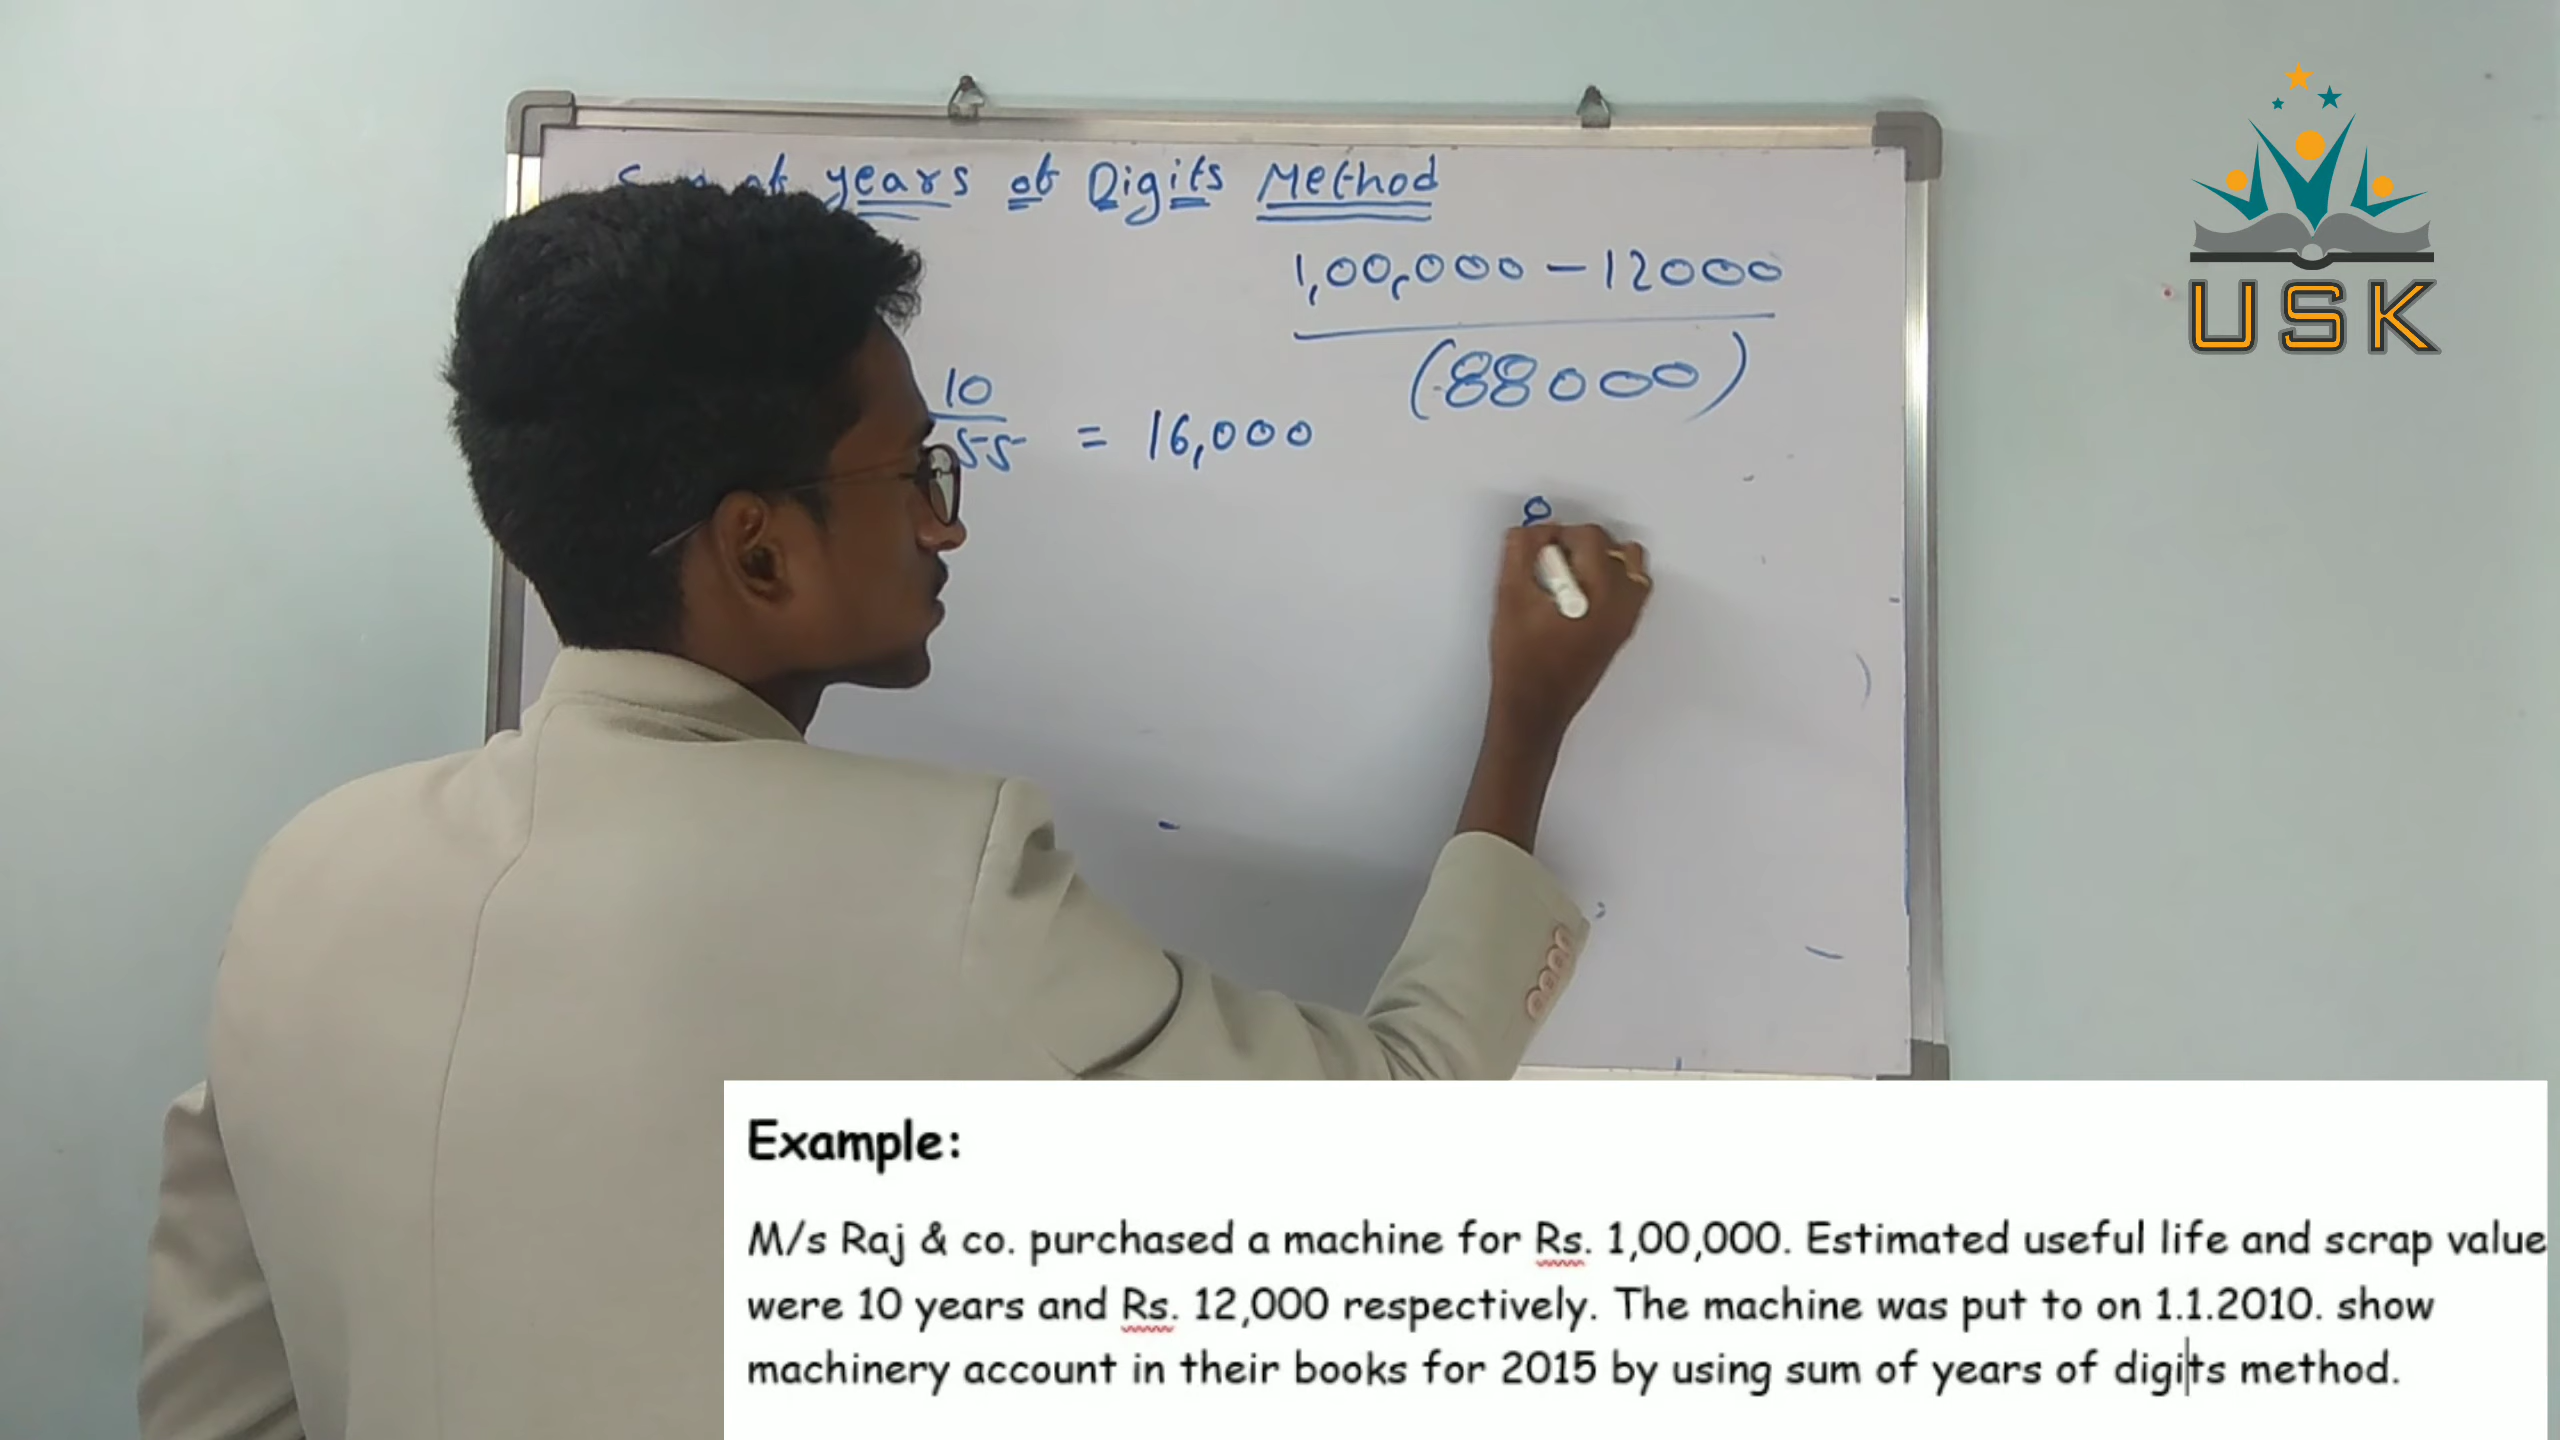 years of Digits Method
1,00,000 - 12000
(88000)
10
55 = 16,000
8
USK
Example:
M/s Raj & co. purchased a machine for Rs. 1,00,000. Estimated useful life and scrap value
were 10 years and Rs. 12,000 respectively. The machine was put to on 1.1.2010. show
machinery account in their books for 2015 by using sum of years of digits method.